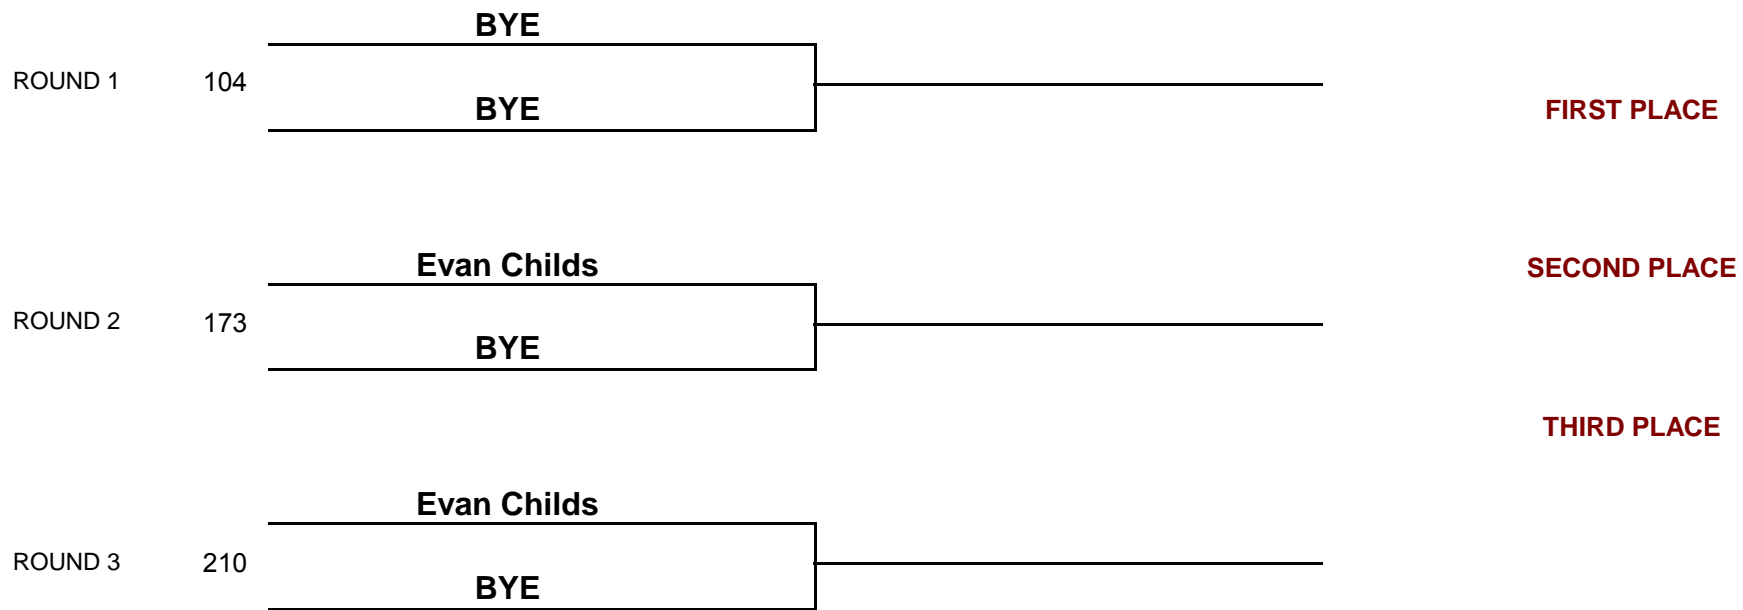 BYE
ROUND 1 104
BYE
FIRST PLACE
Evan Childs
SECOND PLACE
ROUND 2 173
BYE
THIRD PLACE
Evan Childs
ROUND 3 210
BYE